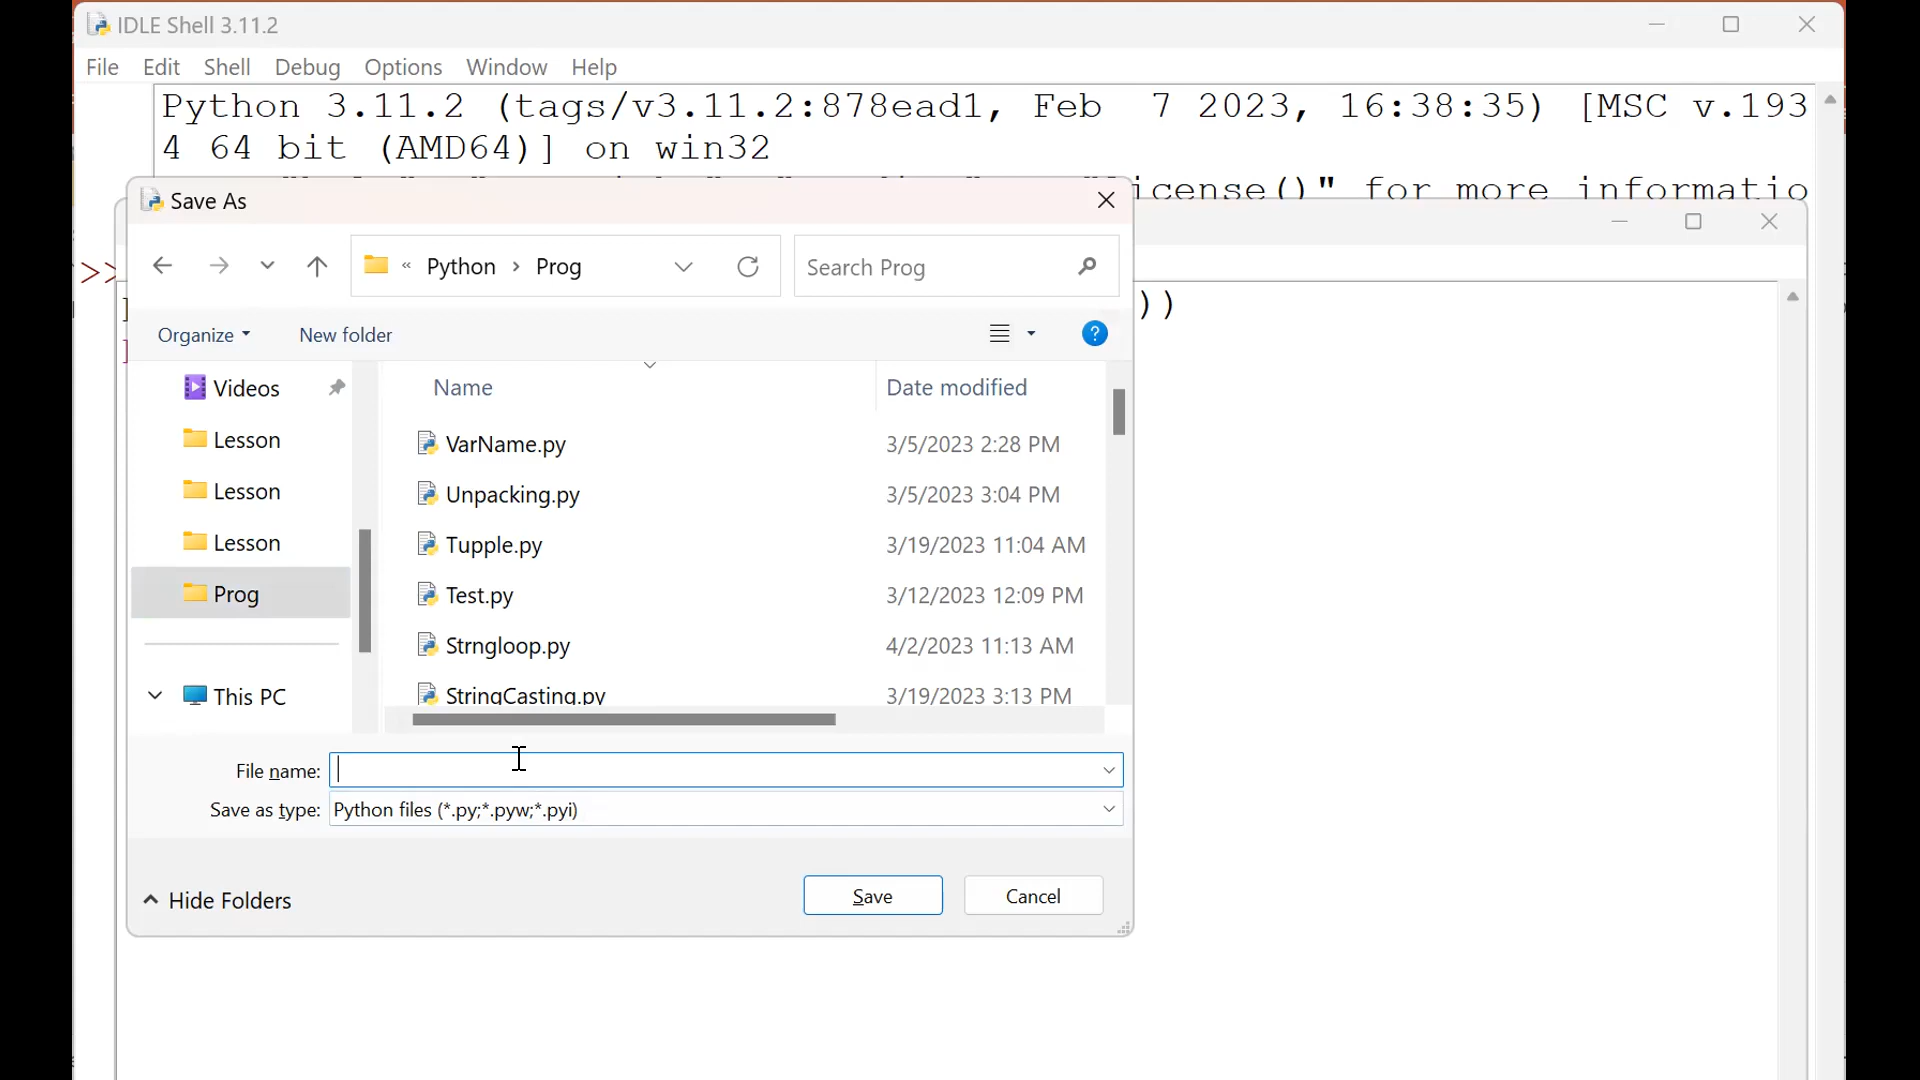 IDLE Shell 3.11.2
File Edit Shell Debug Options Window Help
Python 3.11.2 (tags/v3.11.2:878ead1, Feb 7 2023, 16:38:35) [MSC v.193
4 64 bit (AMD64)] on win32
license()" for more informatio
Save As
>>
« Python > Prog
Search Prog
))
Organize
New folder
?
Name
Date modified
Videos
Lesson
Lesson
Lesson
Prog
This PC
VarName.py 3/5/2023 2:28 PM
Unpacking.py 3/5/2023 3:04 PM
Tupple.py 3/19/2023 11:04 AM
Test.py 3/12/2023 12:09 PM
Strngloop.py 4/2/2023 11:13 AM
StringCasting.py 3/19/2023 3:13 PM
File name:
Save as type: Python files (*.py;*.pyw;*.pyi)
Hide Folders
Save
Cancel